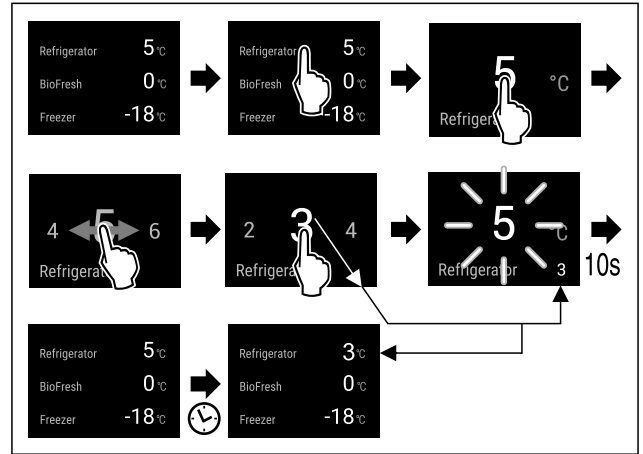 Refrigerator 5 °C
BioFresh 0 °C
Freezer -18 °C
Refrigerator 5 °C
BioFresh 0 °C
Freezer -18 °C
5 °C
Refriger
4 5 6
Refrigerat
2 3 4
Refrigera
5 °C
Refrigerator 3
10s
Refrigerator 5 °C
BioFresh 0 °C
Freezer -18 °C
Refrigerator 3 °C
BioFresh 0 °C
Freezer -18 °C